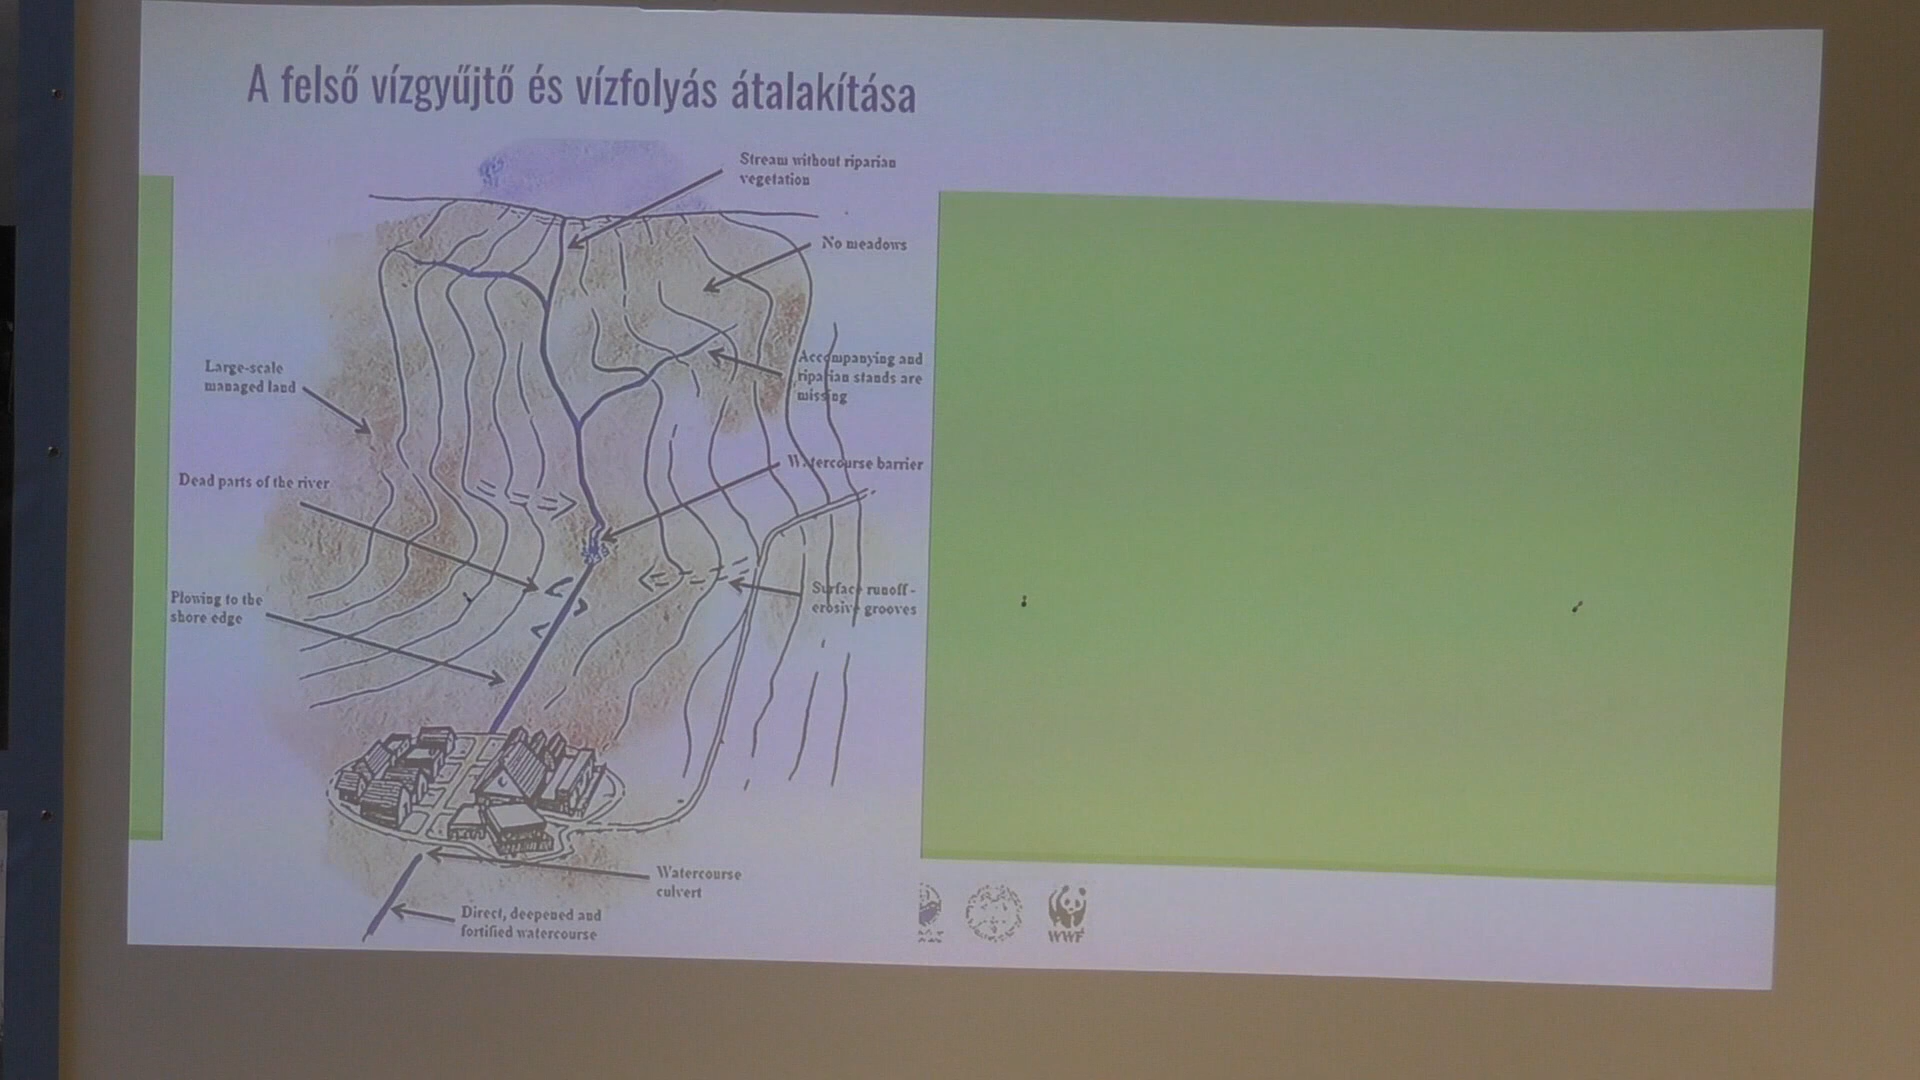 A felső vízgyűjtő és vízfolyás átalakítása
Stream without riparian
vegetation
No meadows
Accompanying and
riparian stands are
missing
Large-scale
managed land
Watercourse barrier
Dead parts of the river
Surface runoff -
erosive grooves
Plowing to the
shore edge
Watercourse
culvert
Direct, deepened and
fortified watercourse
WWF